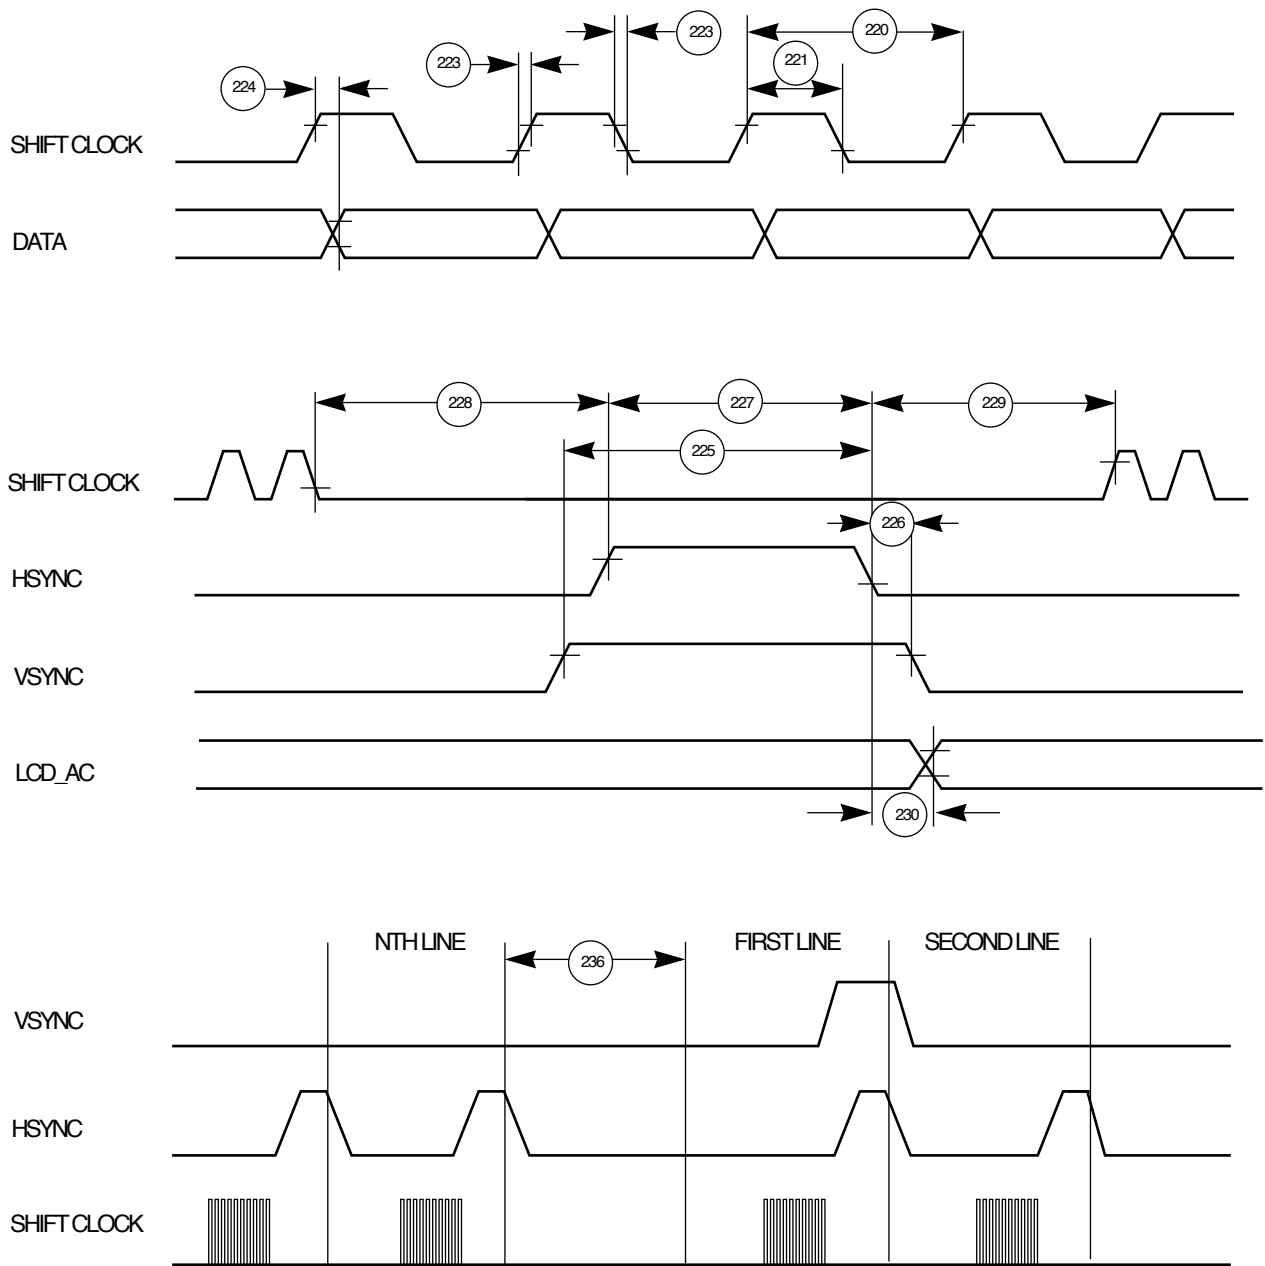 223
220
223
221
224
SHIFT CLOCK
DATA
228
227
229
225
SHIFT CLOCK
226
HSYNC
VSYNC
LCD_AC
230
NTH LINE
FIRST LINE
SECOND LINE
236
VSYNC
HSYNC
SHIFT CLOCK